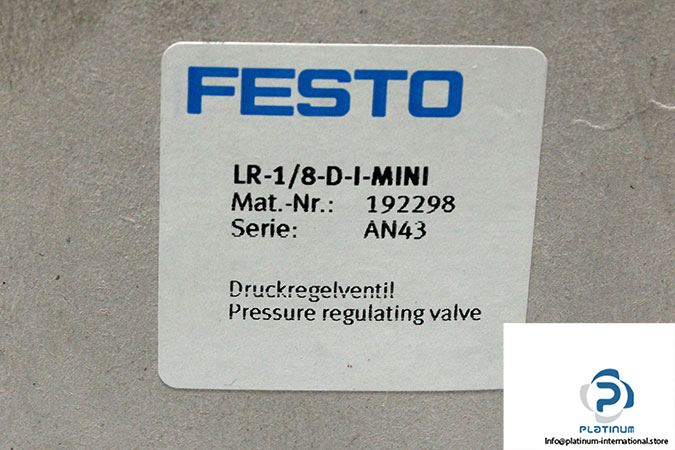 FESTO
LR-1/8-D-I-MINI
Mat.-Nr.: 192298
Serie: AN43
Druckregelventil
Pressure regulating valve
PLATINUM
Info@platinum-international.store